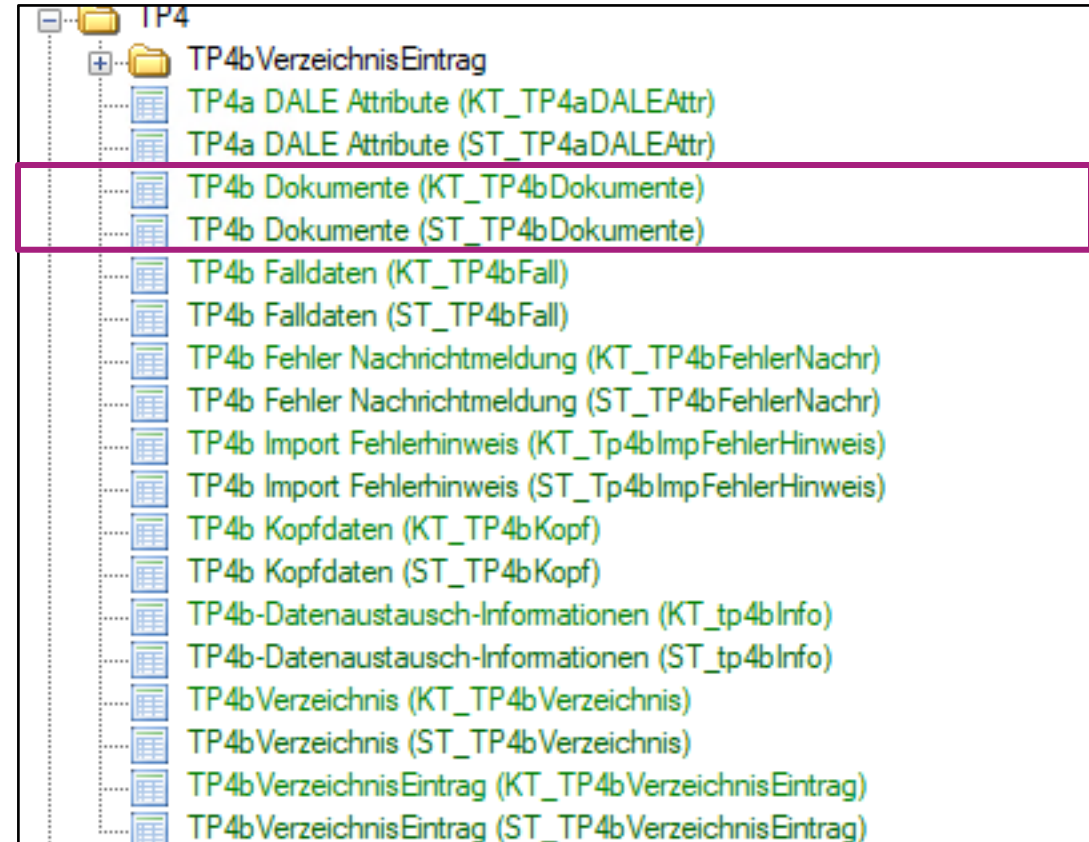 TP4
TP4bVerzeichnisEintrag
TP4a DALE Attribute (KT_TP4aDALEAttr)
TP4a DALE Attribute (ST_TP4aDALEAttr)
TP4b Dokumente (KT_TP4bDokumente)
TP4b Dokumente (ST_TP4bDokumente)
TP4b Falldaten (KT_TP4bFall)
TP4b Falldaten (ST_TP4bFall)
TP4b Fehler Nachrichtmeldung (KT_TP4bFehlerNachr)
TP4b Fehler Nachrichtmeldung (ST_TP4bFehlerNachr)
TP4b Import Fehlerhinweis (KT_Tp4bImpFehlerHinweis)
TP4b Import Fehlerhinweis (ST_Tp4bImpFehlerHinweis)
TP4b Kopfdaten (KT_TP4bKopf)
TP4b Kopfdaten (ST_TP4bKopf)
TP4b-Datenaustausch-Informationen (KT_tp4bInfo)
TP4b-Datenaustausch-Informationen (ST_tp4bInfo)
TP4bVerzeichnis (KT_TP4bVerzeichnis)
TP4bVerzeichnis (ST_TP4bVerzeichnis)
TP4bVerzeichnisEintrag (KT_TP4bVerzeichnisEintrag)
TP4bVerzeichnisEintrag (ST_TP4bVerzeichnisEintrag)